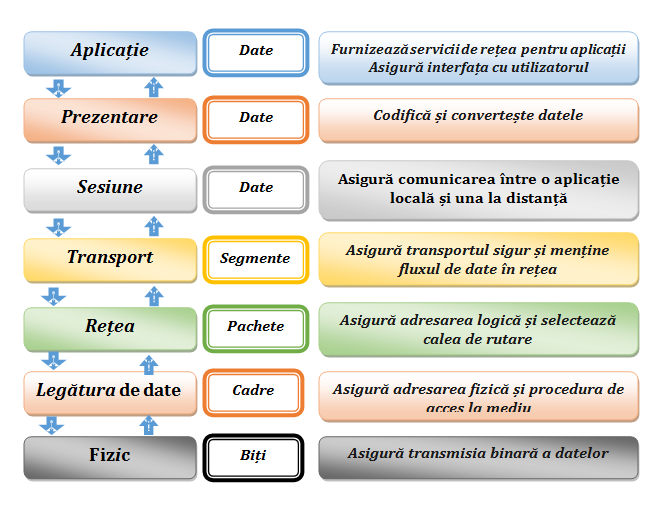 Aplicație
Date
Furnizează servicii de rețea pentru aplicații
Asigură interfața cu utilizatorul
Prezentare
Date
Codifică și convertește datele
Sesiune
Date
Asigură comunicarea între o aplicație
locală și una la distanță
Transport
Segmente
Asigură transportul sigur și menține
fluxul de date în rețea
Rețea
Pachete
Asigură adresarea logică și selectează
calea de rutare
Legătura de date
Cadre
Asigură adresarea fizică și procedura de
acces la mediu
Fizic
Biți
Asigură transmisia binară a datelor